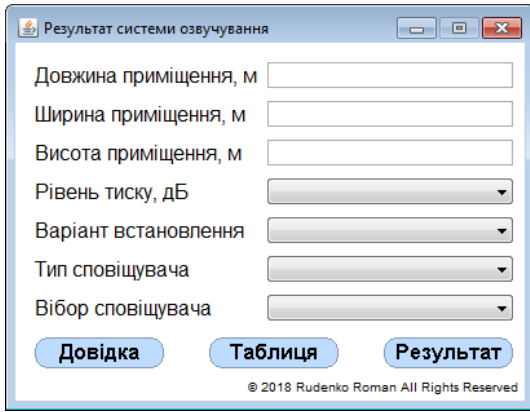 Результат системи озвучування
Довжина приміщення, м
Ширина приміщення, м
Висота приміщення, м
Рівень тиску, дБ
Варіант встановлення
Тип сповіщувача
Вібор сповіщувача
Довідка Таблиця Результат
© 2018 Rudenko Roman All Rights Reserved